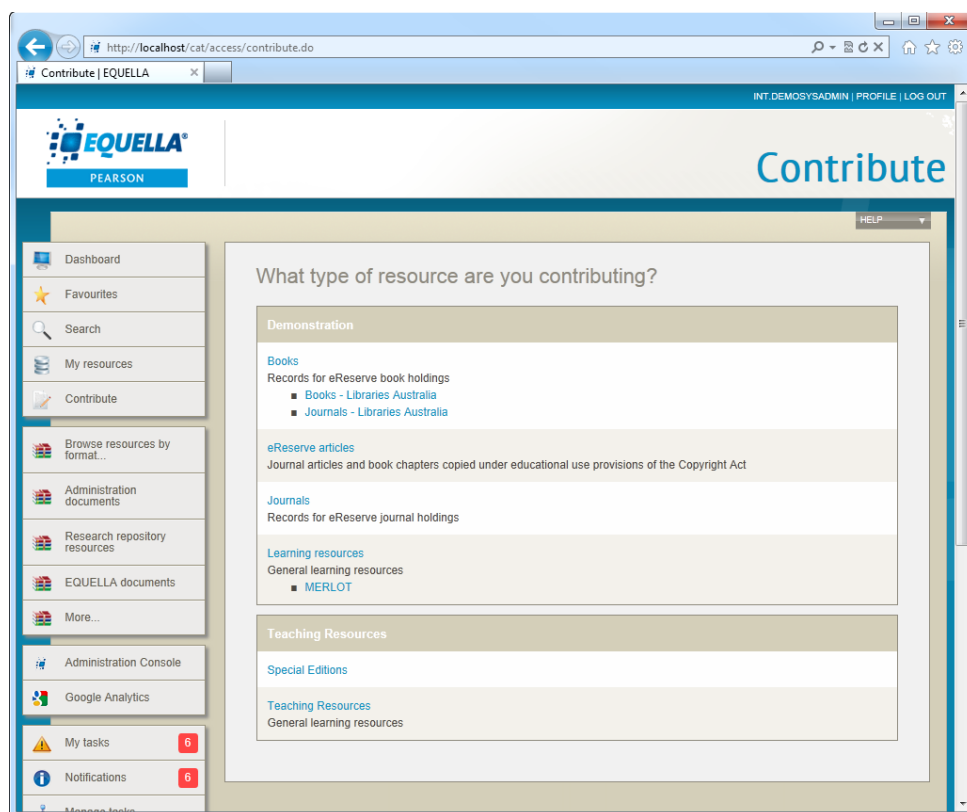 http://localhost/cat/access/contribute.do
Contribute | EQUELLA
INT.DEMOSYSADMIN | PROFILE | LOG OUT
EQUELLA®
PEARSON
Contribute
HELP
Dashboard
Favourites
Search
My resources
Contribute
Browse resources by
format...
Administration
documents
Research repository
resources
EQUELLA documents
More...
Administration Console
Google Analytics
My tasks 6
Notifications 6
Manage tasks
What type of resource are you contributing?
Demonstration
Books
Records for eReserve book holdings
Books - Libraries Australia
Journals - Libraries Australia
eReserve articles
Journal articles and book chapters copied under educational use provisions of the Copyright Act
Journals
Records for eReserve journal holdings
Learning resources
General learning resources
MERLOT
Teaching Resources
Special Editions
Teaching Resources
General learning resources